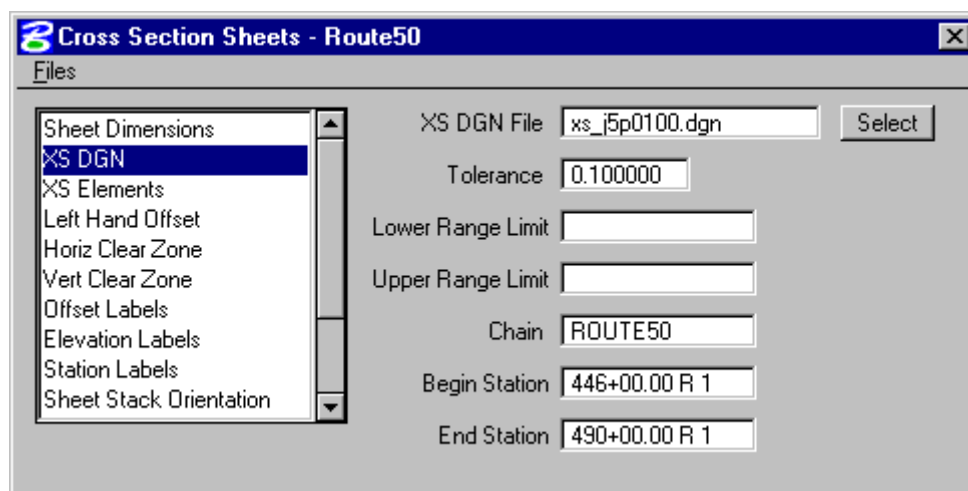 Cross Section Sheets - Route50
Files
Sheet Dimensions
XS DGN
XS Elements
Left Hand Offset
Horiz Clear Zone
Vert Clear Zone
Offset Labels
Elevation Labels
Station Labels
Sheet Stack Orientation
XS DGN File xs_j5p0100.dgn Select
Tolerance 0.100000
Lower Range Limit
Upper Range Limit
Chain ROUTE50
Begin Station 446+00.00 R 1
End Station 490+00.00 R 1